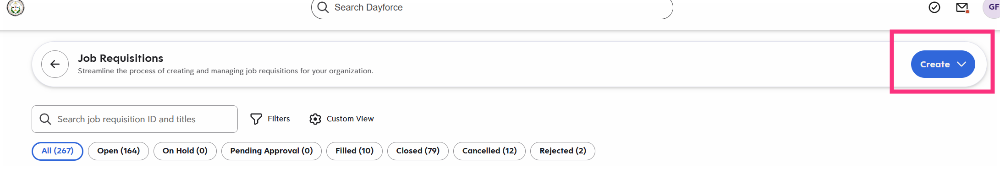 Search Dayforce
GF
Job Requisitions
Streamline the process of creating and managing job requisitions for your organization.
Create
Search job requisition ID and titles
Filters
Custom View
All (267)
Open (164)
On Hold (0)
Pending Approval (0)
Filled (10)
Closed (79)
Cancelled (12)
Rejected (2)